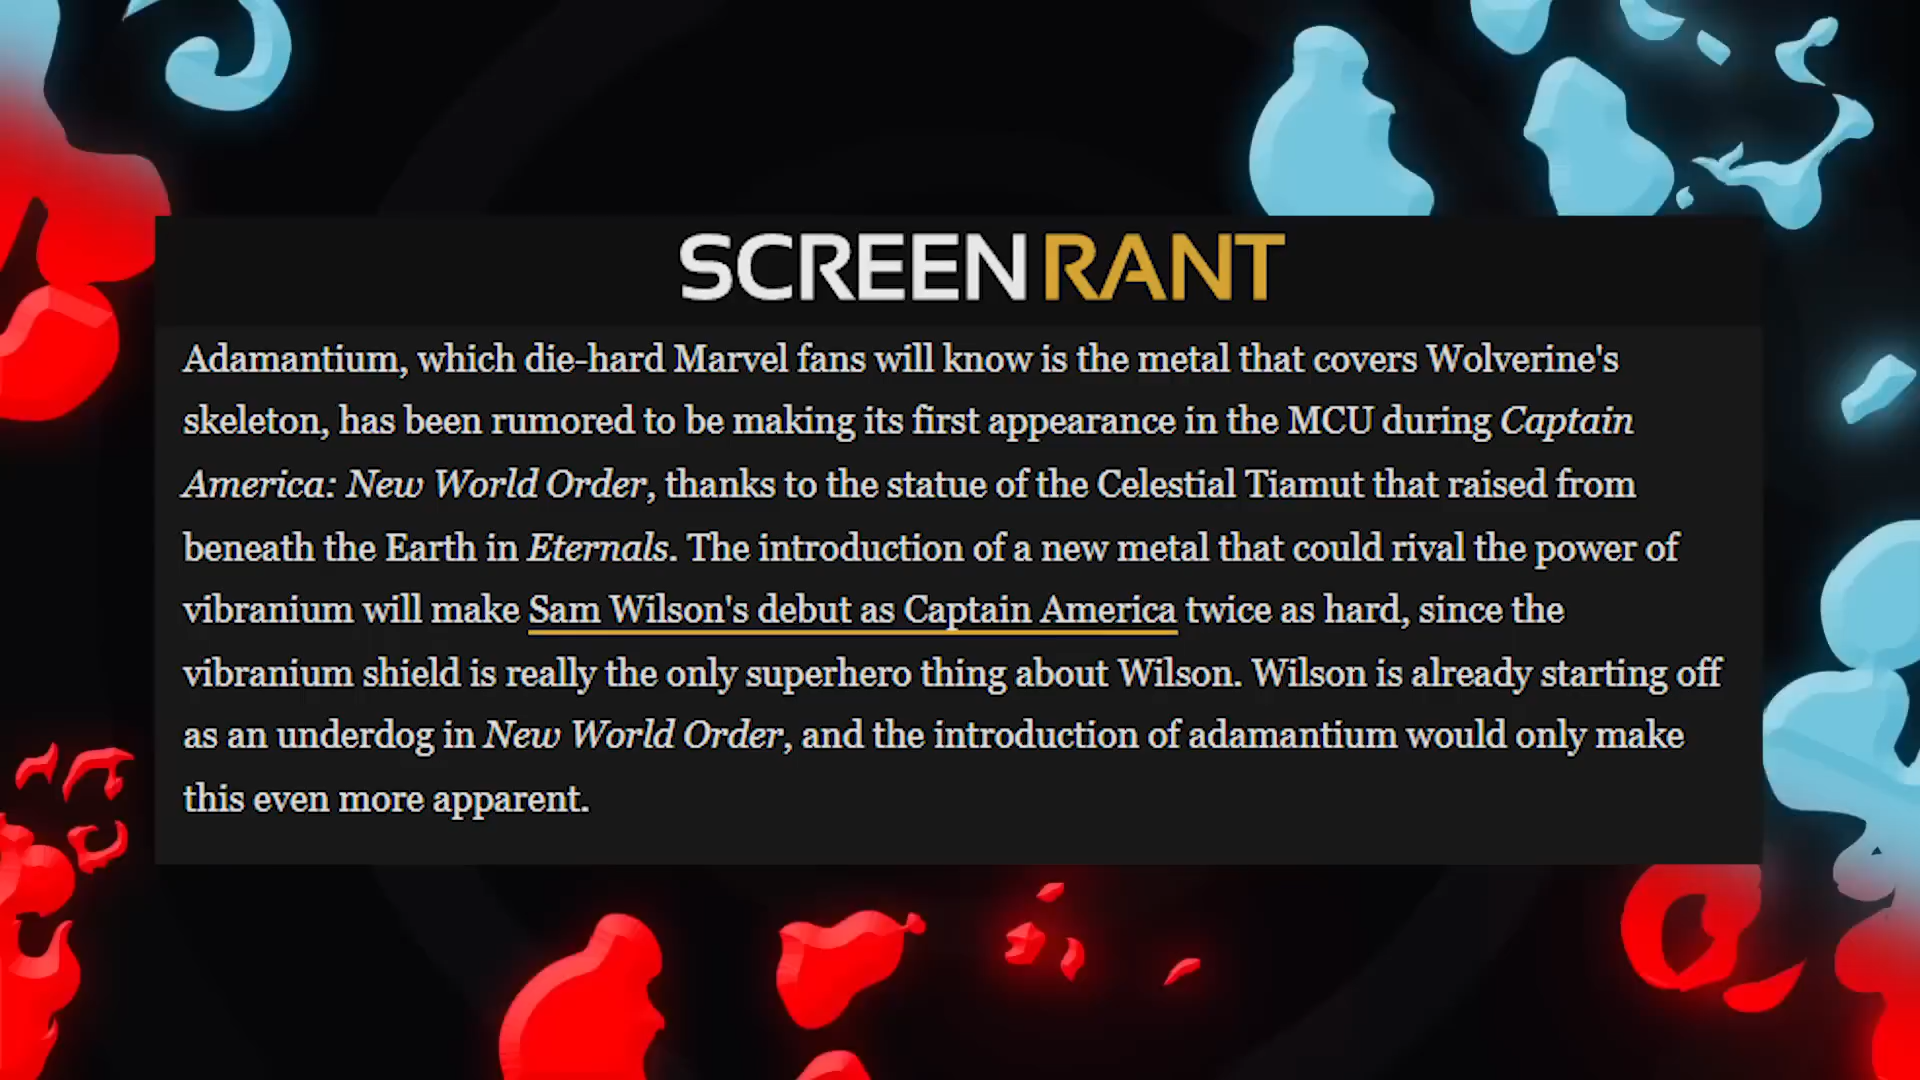 SCREEN RANT
Adamantium, which die-hard Marvel fans will know is the metal that covers Wolverine's
skeleton, has been rumored to be making its first appearance in the MCU during Captain
America: New World Order, thanks to the statue of the Celestial Tiamut that raised from
beneath the Earth in Eternals. The introduction of a new metal that could rival the power of
vibranium will make Sam Wilson's debut as Captain America twice as hard, since the
vibranium shield is really the only superhero thing about Wilson. Wilson is already starting off
as an underdog in New World Order, and the introduction of adamantium would only make
this even more apparent.